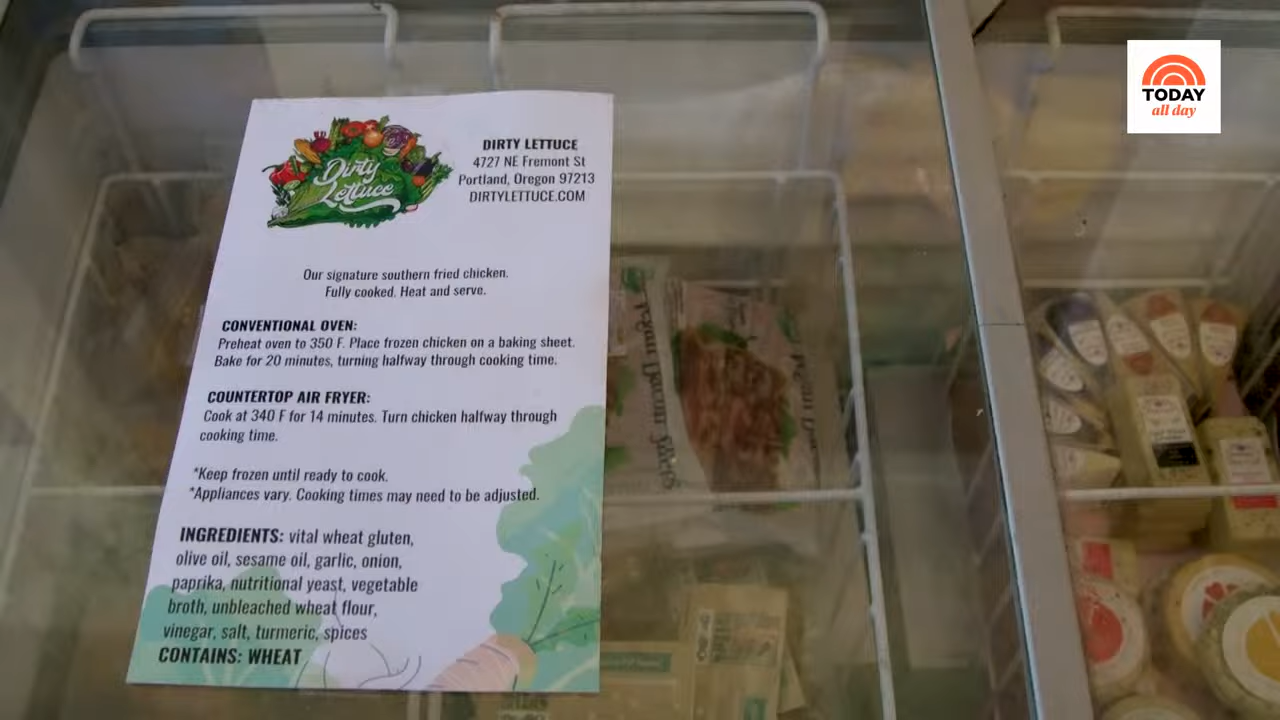 TODAY
all day
Dirty
Lettuce
DIRTY LETTUCE
4727 NE Fremont St
Portland, Oregon 97213
DIRTYLETTUCE.COM
Our signature southern fried chicken.
Fully cooked. Heat and serve.
CONVENTIONAL OVEN:
Preheat oven to 350 F. Place frozen chicken on a baking sheet.
Bake for 20 minutes, turning halfway through cooking time.
COUNTERTOP AIR FRYER:
Cook at 340 F for 14 minutes. Turn chicken halfway through
cooking time.
*Keep frozen until ready to cook.
*Appliances vary. Cooking times may need to be adjusted.
INGREDIENTS: vital wheat gluten,
olive oil, sesame oil, garlic, onion,
paprika, nutritional yeast, vegetable
broth, unbleached wheat flour,
vinegar, salt, turmeric, spices
CONTAINS: WHEAT